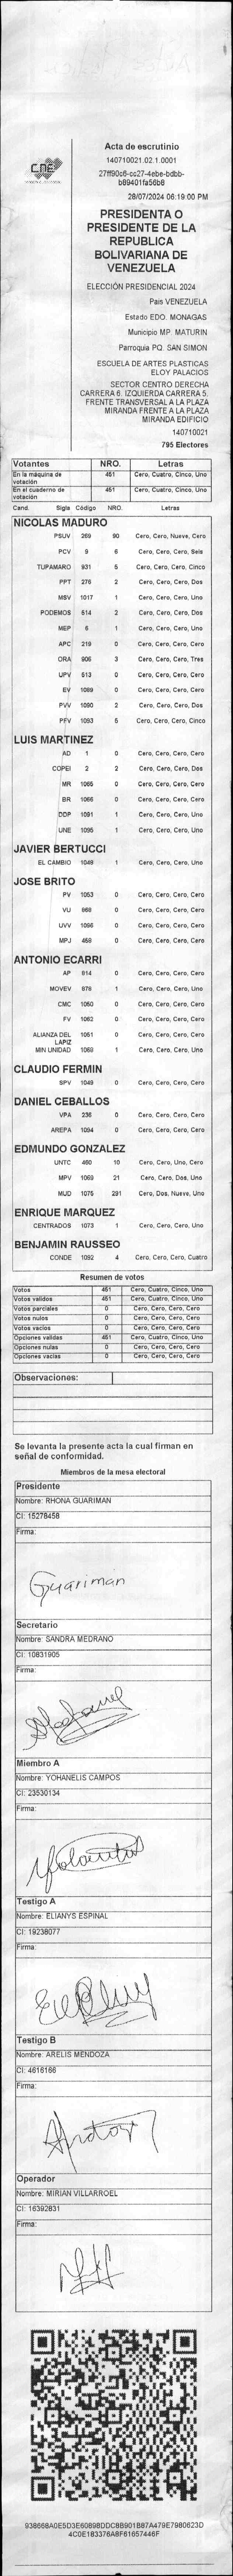 CNE
Acta de escrutinio
140710021.02.1.0001
27ff90c6-cc27-4ebe-bdbb-
b89401fa56b8
28/07/2024 06:19:00 PM
PRESIDENTA O
PRESIDENTE DE LA
REPUBLICA
BOLIVARIANA DE
VENEZUELA
ELECCIÓN PRESIDENCIAL 2024
Pais VENEZUELA
Estado EDO. MONAGAS
Municipio MP. MATURIN
Parroquia PQ. SAN SIMON
ESCUELA DE ARTES PLASTICAS
ELOY PALACIOS
SECTOR CENTRO DERECHA
CARRERA 6. IZQUIERDA CARRERA 5.
FRENTE TRANSVERSAL A LA PLAZA
MIRANDA FRENTE A LA PLAZA
MIRANDA EDIFICIO
140710021
795 Electores
Votantes NRO. Letras
En la máquina de votación 451 Cero, Cuatro, Cinco, Uno
En el cuaderno de votación 451 Cero, Cuatro, Cinco, Uno
Cand. Sigla Código NRO. Letras
NICOLAS MADURO
PSUV 269 90 Cero, Cero, Nueve, Cero
PCV 9 6 Cero, Cero, Cero, Seis
TUPAMARO 931 5 Cero, Cero, Cero, Cinco
PPT 276 2 Cero, Cero, Cero, Dos
MSV 1017 1 Cero, Cero, Cero, Uno
PODEMOS 514 2 Cero, Cero, Cero, Dos
MEP 6 1 Cero, Cero, Cero, Uno
APC 219 0 Cero, Cero, Cero, Cero
ORA 906 3 Cero, Cero, Cero, Tres
UPV 513 0 Cero, Cero, Cero, Cero
EV 1089 0 Cero, Cero, Cero, Cero
PVV 1090 2 Cero, Cero, Cero, Dos
PFV 1093 5 Cero, Cero, Cero, Cinco
LUIS MARTINEZ
AD 1 0 Cero, Cero, Cero, Cero
COPEI 2 2 Cero, Cero, Cero, Dos
MR 1065 0 Cero, Cero, Cero, Cero
BR 1066 0 Cero, Cero, Cero, Cero
DDP 1091 1 Cero, Cero, Cero, Uno
UNE 1095 1 Cero, Cero, Cero, Uno
JAVIER BERTUCCI
EL CAMBIO 1048 1 Cero, Cero, Cero, Uno
JOSE BRITO
PV 1053 0 Cero, Cero, Cero, Cero
VU 868 0 Cero, Cero, Cero, Cero
UVV 1096 0 Cero, Cero, Cero, Cero
MPJ 458 0 Cero, Cero, Cero, Cero
ANTONIO ECARRI
AP 914 0 Cero, Cero, Cero, Cero
MOVEV 878 1 Cero, Cero, Cero, Uno
CMC 1050 0 Cero, Cero, Cero, Cero
FV 1052 0 Cero, Cero, Cero, Cero
ALIANZA DEL LAPIZ 1051 0 Cero, Cero, Cero, Cero
MIN UNIDAD 1068 1 Cero, Cero, Cero, Uno
CLAUDIO FERMIN
SPV 1049 0 Cero, Cero, Cero, Cero
DANIEL CEBALLOS
VPA 236 0 Cero, Cero, Cero, Cero
AREPA 1094 0 Cero, Cero, Cero, Cero
EDMUNDO GONZALEZ
UNTC 460 10 Cero, Cero, Uno, Cero
MPV 1069 21 Cero, Cero, Dos, Uno
MUD 1075 291 Cero, Dos, Nueve, Uno
ENRIQUE MARQUEZ
CENTRADOS 1073 1 Cero, Cero, Cero, Uno
BENJAMIN RAUSSEO
CONDE 1092 4 Cero, Cero, Cero, Cuatro
Resumen de votos
Votos 451 Cero, Cuatro, Cinco, Uno
Votos validos 451 Cero, Cuatro, Cinco, Uno
Votos parciales 0 Cero, Cero, Cero, Cero
Votos nulos 0 Cero, Cero, Cero, Cero
Votos vacíos 0 Cero, Cero, Cero, Cero
Opciones validas 451 Cero, Cuatro, Cinco, Uno
Opciones nulas 0 Cero, Cero, Cero, Cero
Opciones vacias 0 Cero, Cero, Cero, Cero
Observaciones:
Se levanta la presente acta la cual firman en
señal de conformidad.
Miembros de la mesa electoral
Presidente
Nombre: RHONA GUARIMAN
CI: 15278458
Firma:
Guariman
Secretario
Nombre: SANDRA MEDRANO
CI: 10831905
Firma:
Miembro A
Nombre: YOHANELIS CAMPOS
CI: 23530134
Firma:
Testigo A
Nombre: ELIANYS ESPINAL
CI: 19238077
Firma:
Testigo B
Nombre: ARELIS MENDOZA
CI: 4616166
Firma:
Operador
Nombre: MIRIAN VILLARROEL
CI: 16392831
Firma:
938668A0E5D3E60898DDC8B901B87A479E7980623D
4C0E183376A8F61657446F